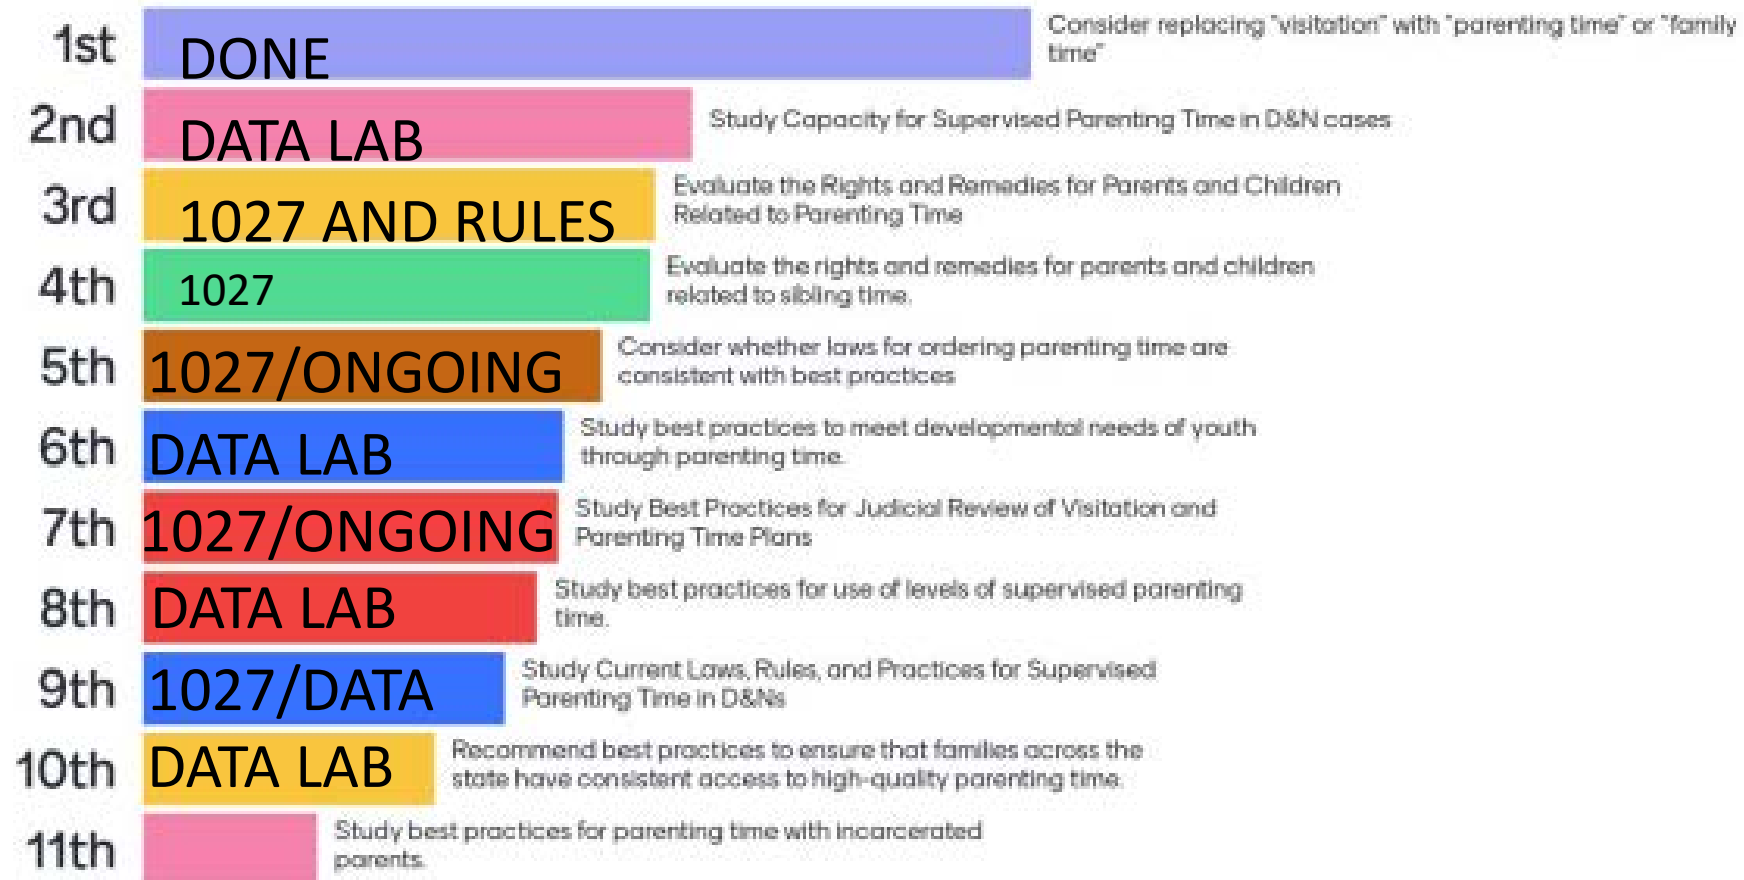 1st
DONE
Consider replacing "visitation" with "parenting time" or "family
time"
2nd
DATA LAB
Study Capacity for Supervised Parenting Time in D&N cases
3rd
1027 AND RULES
Evaluate the Rights and Remedies for Parents and Children
Related to Parenting Time
4th
1027
Evaluate the rights and remedies for parents and children
related to sibling time.
5th
1027/ONGOING
Consider whether laws for ordering parenting time are
consistent with best practices
6th
DATA LAB
Study best practices to meet developmental needs of youth
through parenting time.
7th
1027/ONGOING
Study Best Practices for Judicial Review of Visitation and
Parenting Time Plans
8th
DATA LAB
Study best practices for use of levels of supervised parenting
time.
9th
1027/DATA
Study Current Laws, Rules, and Practices for Supervised
Parenting Time in D&Ns
10th
DATA LAB
Recommend best practices to ensure that families across the
state have consistent access to high-quality parenting time.
11th
Study best practices for parenting time with incarcerated
parents.